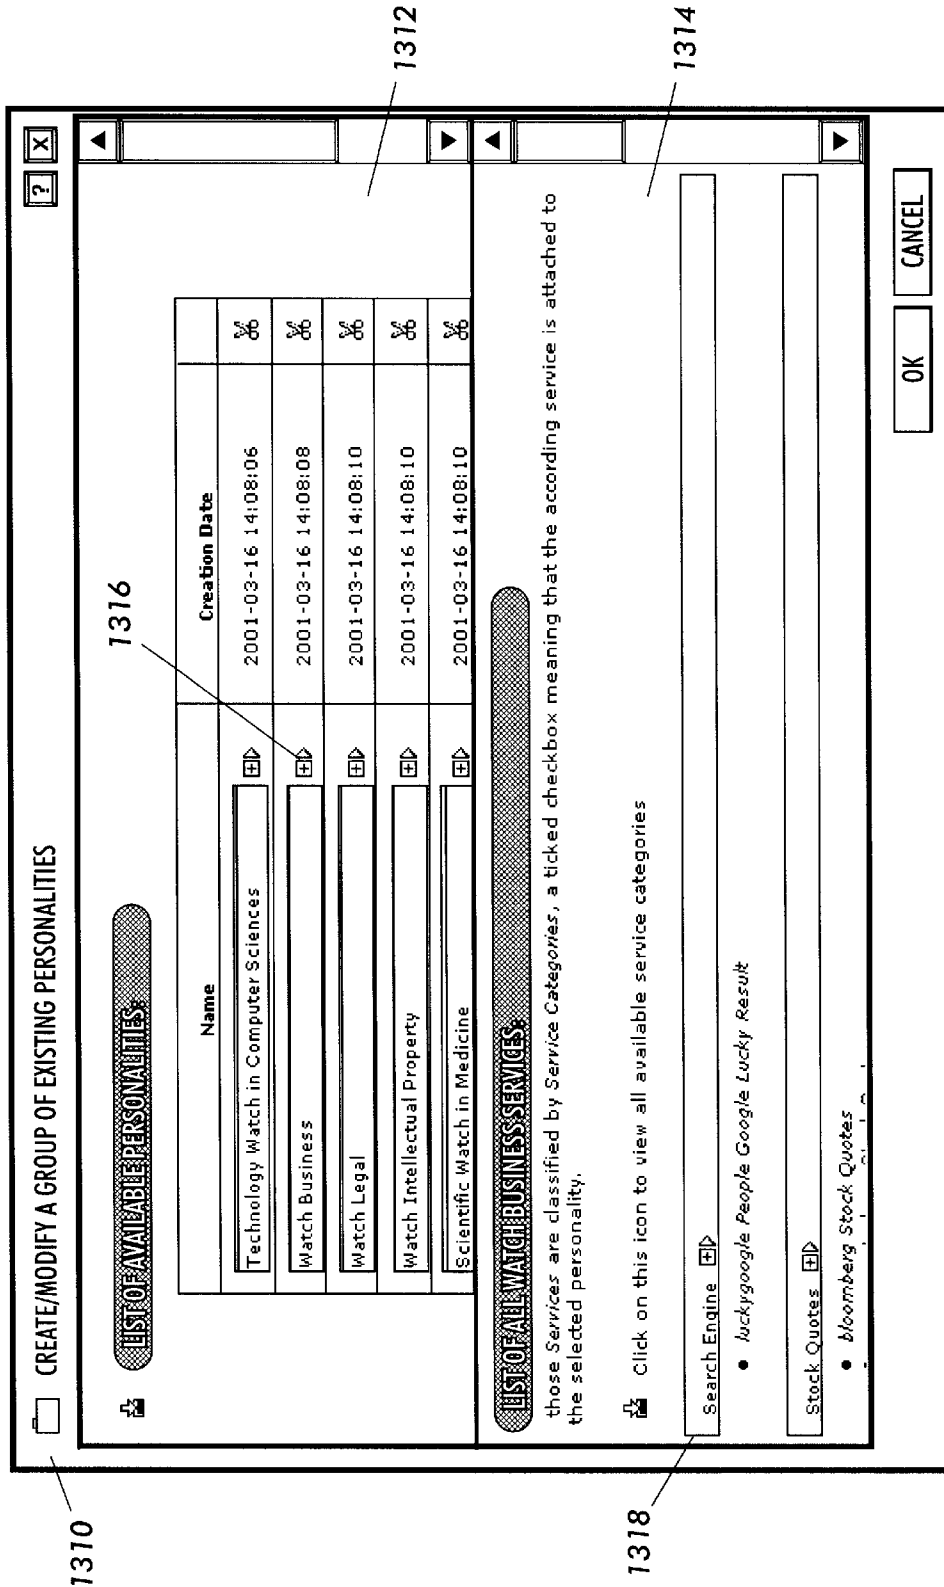 1310
CREATE/MODIFY A GROUP OF EXISTING PERSONALITIES
? X
LIST OF AVAILABLE PERSONALITIES:
1316
1312
Name Creation Date
Technology Watch in Computer Sciences 2001-03-16 14:08:06
Watch Business 2001-03-16 14:08:08
Watch Legal 2001-03-16 14:08:10
Watch Intellectual Property 2001-03-16 14:08:10
Scientific Watch in Medicine 2001-03-16 14:08:10
LIST OF ALL WATCH BUSINESS SERVICES:
those Services are classified by Service Categories, a ticked checkbox meaning that the according service is attached to
the selected personality.
1314
Click on this icon to view all available service categories
1318
Search Engine
• luckygoogle People Google Lucky Result
Stock Quotes
• bloomberg Stock Quotes
OK CANCEL